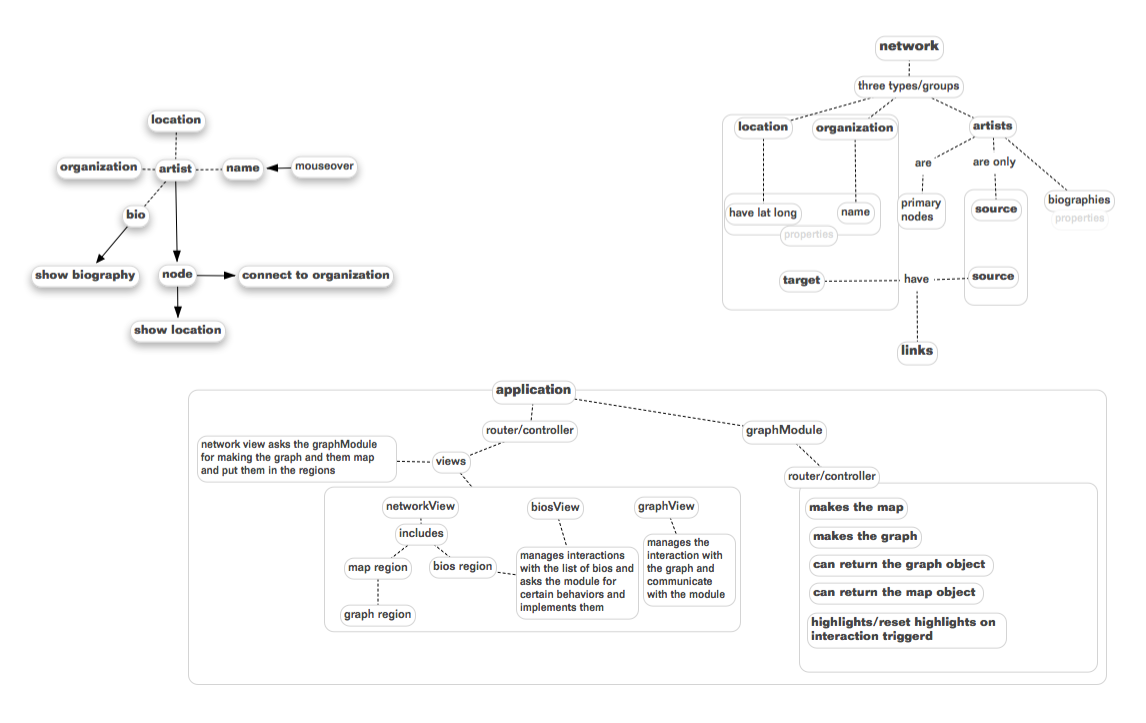 location
organization
artist
name
mouseover
bio
show biography
node
connect to organization
show location
network
three types/groups
location
organization
artists
are
are only
have lat long
name
properties
primary
nodes
source
biographies
properties
target
have
source
links
application
router/controller
graphModule
network view asks the graphModule
for making the graph and them map
and put them in the regions
views
router/controller
networkView
includes
map region
bios region
graph region
biosView
manages interactions
with the list of bios and
asks the module for
certain behaviors and
implements them
graphView
manages the
interaction with
the graph and
communicate
with the module
makes the map
makes the graph
can return the graph object
can return the map object
highlights/reset highlights on
interaction triggerd